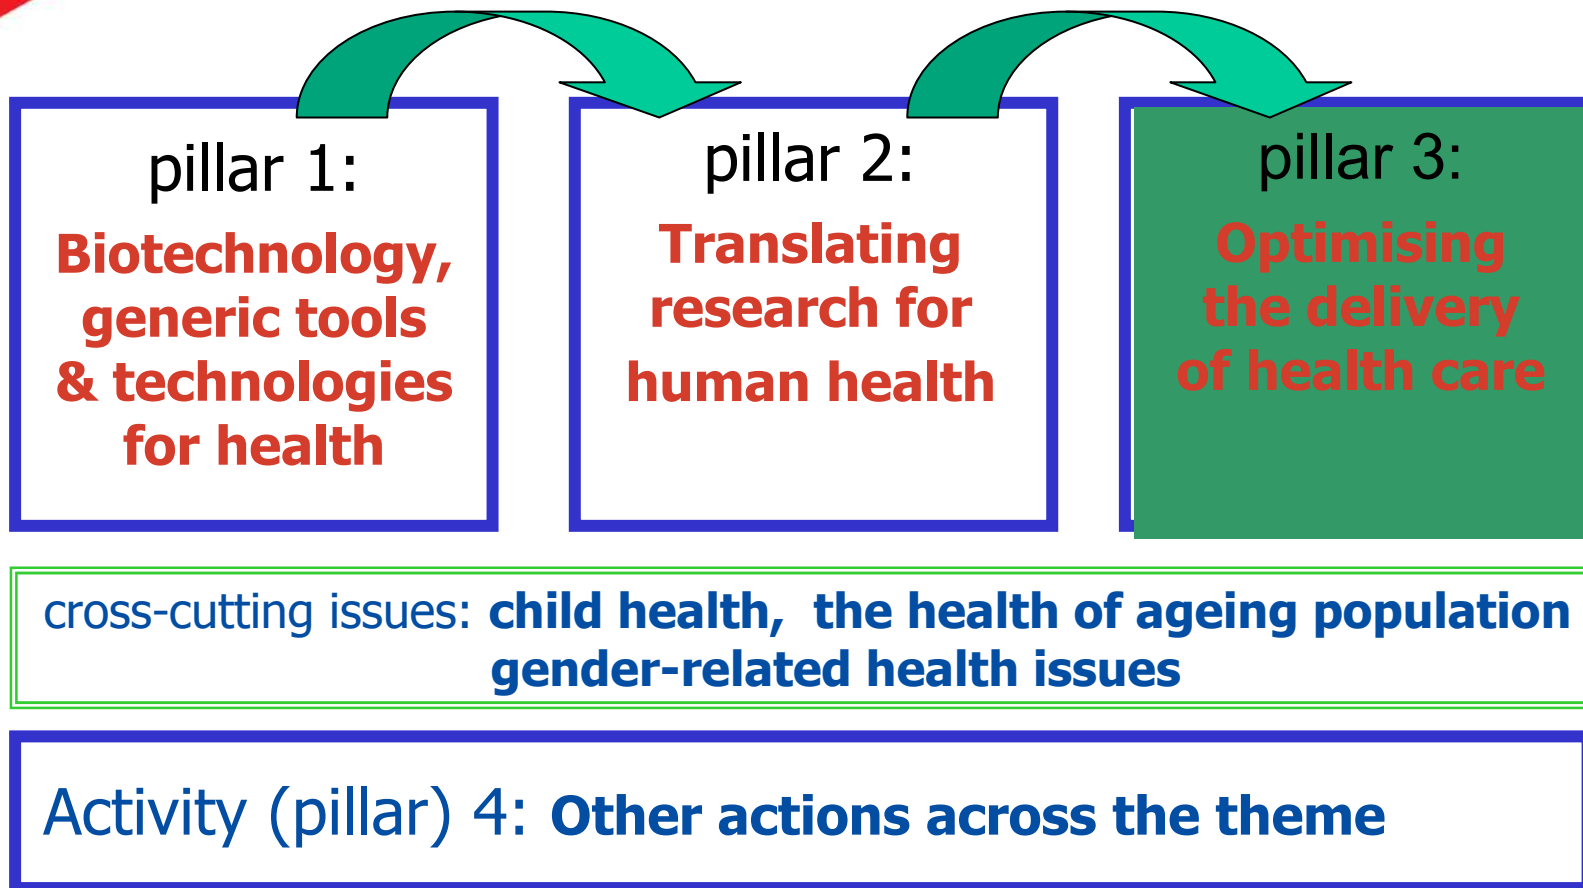 pillar 1:
Biotechnology,
generic tools
& technologies
for health
pillar 2:
Translating
research for
human health
pillar 3:
Optimising
the delivery
of health care
cross-cutting issues: child health, the health of ageing population
gender-related health issues
Activity (pillar) 4: Other actions across the theme